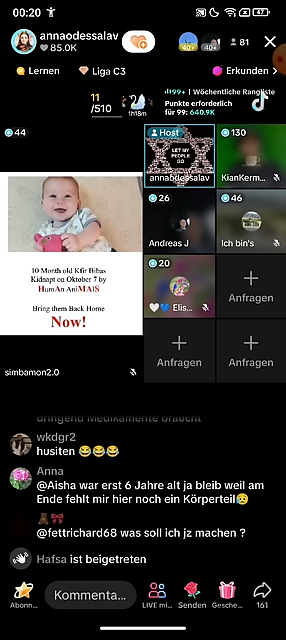 00:20
47
annaodessalav
85.0K
40+
40+
81
Lernen
Liga C3
Erkunden
11
/510
1h18m
99+ Wöchentliche Rangliste
Punkte erforderlich
für 99: 640.9K
TikTok
44
10 Month old Kfir Bibas
Kidnapt on Oktober 7 by
HumAn AniMAlS
Bring them Back Home
Now!
simbamon2.0
Host
LET MY
PEOPLE
GO
annaodessalav
130
KianKerm...
26
Andreas J
46
Ich bin's
20
🩵💙 Elis...
Anfragen
Anfragen
Anfragen
dringend Medikamente braucht
wkdgr2
husiten 😂😂😂
Anna
@Aisha war erst 6 Jahre alt ja bleib weil am
Ende fehlt mir hier noch ein Körperteil😥
🧸🎀
@fettrichard68 was soll ich jz machen ?
Hafsa ist beigetreten
Abonn...
Kommenta...
LIVE mi...
Senden
Gesche...
161